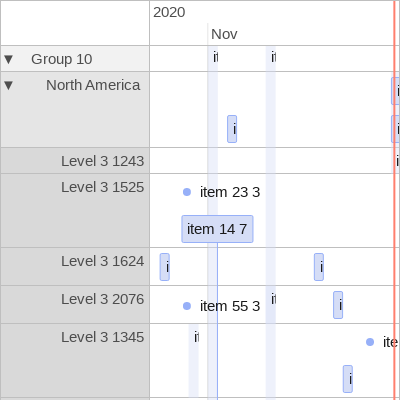 2020
Nov
▼ Group 10
▼ North America
Level 3 1243
Level 3 1525
item 23 3
item 14 7
Level 3 1624
Level 3 2076
item 55 3
Level 3 1345